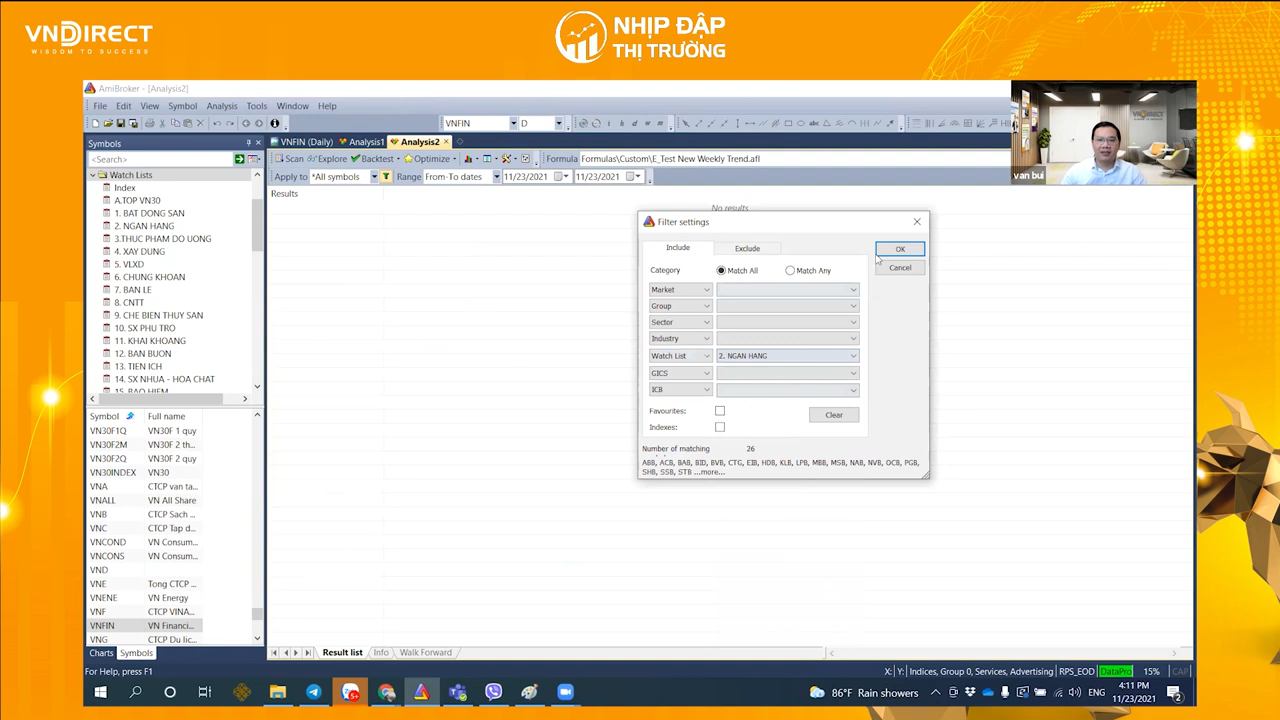 VNDIRECT
WISDOM TO SUCCESS
NHỊP ĐẬP
THỊ TRƯỜNG
AmiBroker - [Analysis2]
File Edit View Symbol Analysis Tools Window Help
VNFIN D
Symbols
VNFIN (Daily) Analysis1 Analysis2
<Search>
Scan Explore Backtest Optimize Formula Formulas\Custom\E_Test New Weekly Trend.afl
Apply to *All symbols Range From-To dates 11/23/2021 11/23/2021
van bui
Watch Lists
Index
A.TOP VN30
1. BAT DONG SAN
2. NGAN HANG
3.THUC PHAM DO UONG
4. XAY DUNG
5. VLXD
6. CHUNG KHOAN
7. BAN LE
8. CNTT
9. CHE BIEN THUY SAN
10. SX PHU TRO
11. KHAI KHOANG
12. BAN BUON
13. TIEN ICH
14. SX NHUA - HOA CHAT
15. BAO HIEM
Symbol Full name
VN30F1Q VN30F 1 quy
VN30F2M VN30F 2 th...
VN30F2Q VN30F 2 quy
VN30INDEX VN30
VNA CTCP van ta...
VNALL VN All Share
VNB CTCP Sach ...
VNC CTCP Tap d...
VNCOND VN Consum...
VNCONS VN Consum...
VND
VNE Tong CTCP ...
VNENE VN Energy
VNF CTCP VINA...
VNFIN VN Financi...
VNG CTCP Du lic...
Charts Symbols
Results
No results
Filter settings
Include Exclude
OK
Cancel
Category Match All Match Any
Market
Group
Sector
Industry
Watch List 2. NGAN HANG
GICS
ICB
Favourites:
Clear
Indexes:
Number of matching 26
ABB, ACB, BAB, BID, BVB, CTG, EIB, HDB, KLB, LPB, MBB, MSB, NAB, NVB, OCB, PGB,
SHB, SSB, STB ...more...
Result list Info Walk Forward
For Help, press F1
X: Y: Indices, Group 0, Services, Advertising RPS_EOD DataPro 15% CAP
86°F Rain showers ENG 4:11 PM
11/23/2021 2